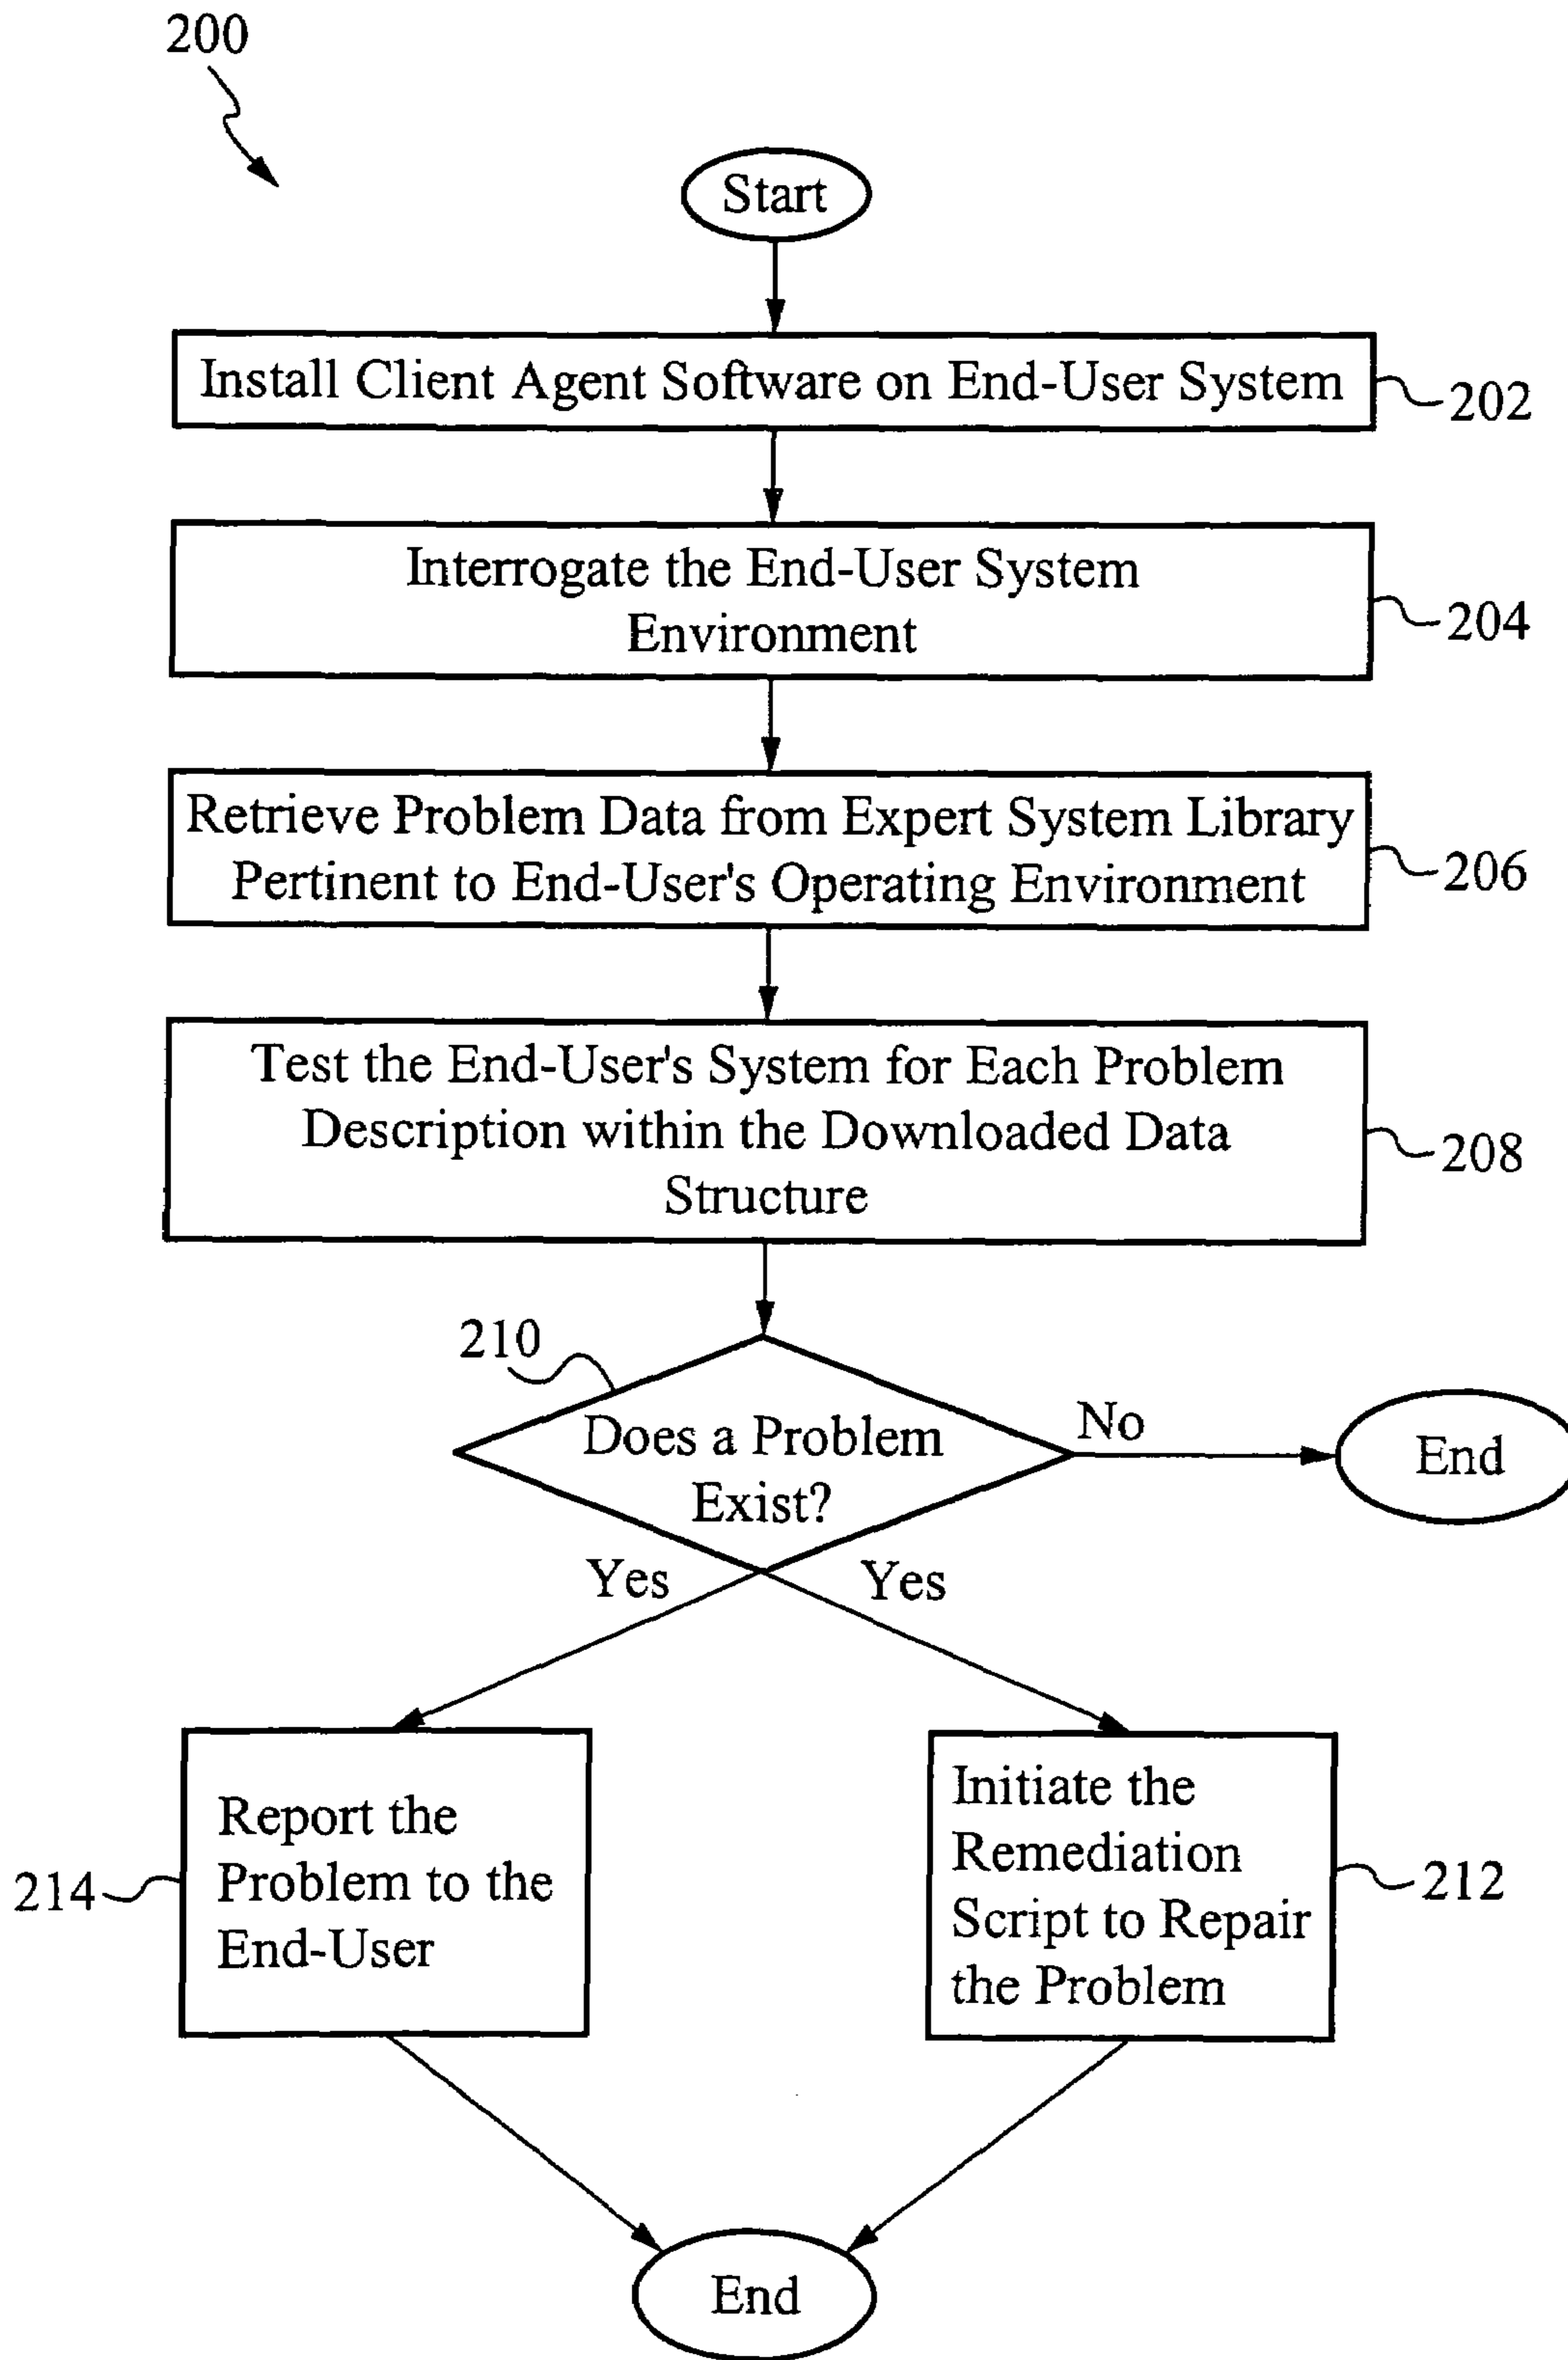 200
Start
Install Client Agent Software on End-User System
202
Interrogate the End-User System
Environment
204
Retrieve Problem Data from Expert System Library
Pertinent to End-User's Operating Environment
206
Test the End-User's System for Each Problem
Description within the Downloaded Data
Structure
208
210
Does a Problem
Exist?
No
End
Yes
Yes
Report the
Problem to the
End-User
214
Initiate the
Remediation
Script to Repair
the Problem
212
End